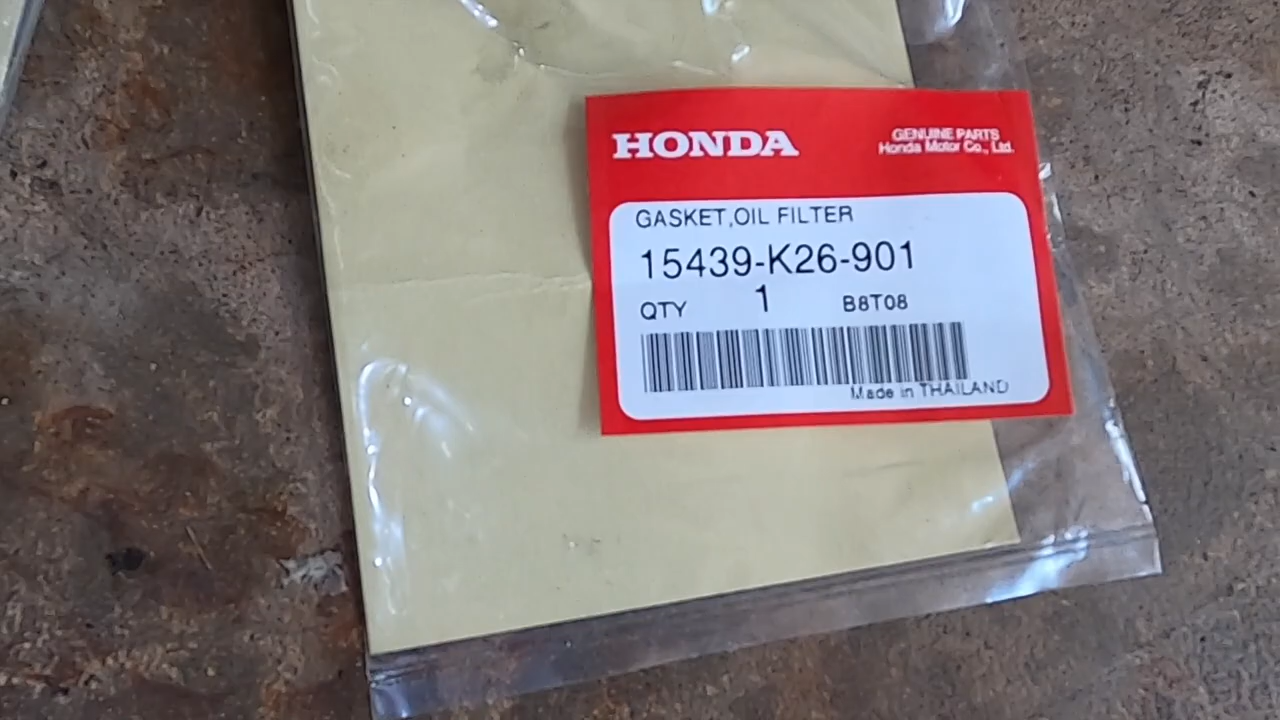 HONDA
GENUINE PARTS
Honda Motor Co., Ltd.
GASKET,OIL FILTER
15439-K26-901
QTY 1 B8T08
Made in THAILAND